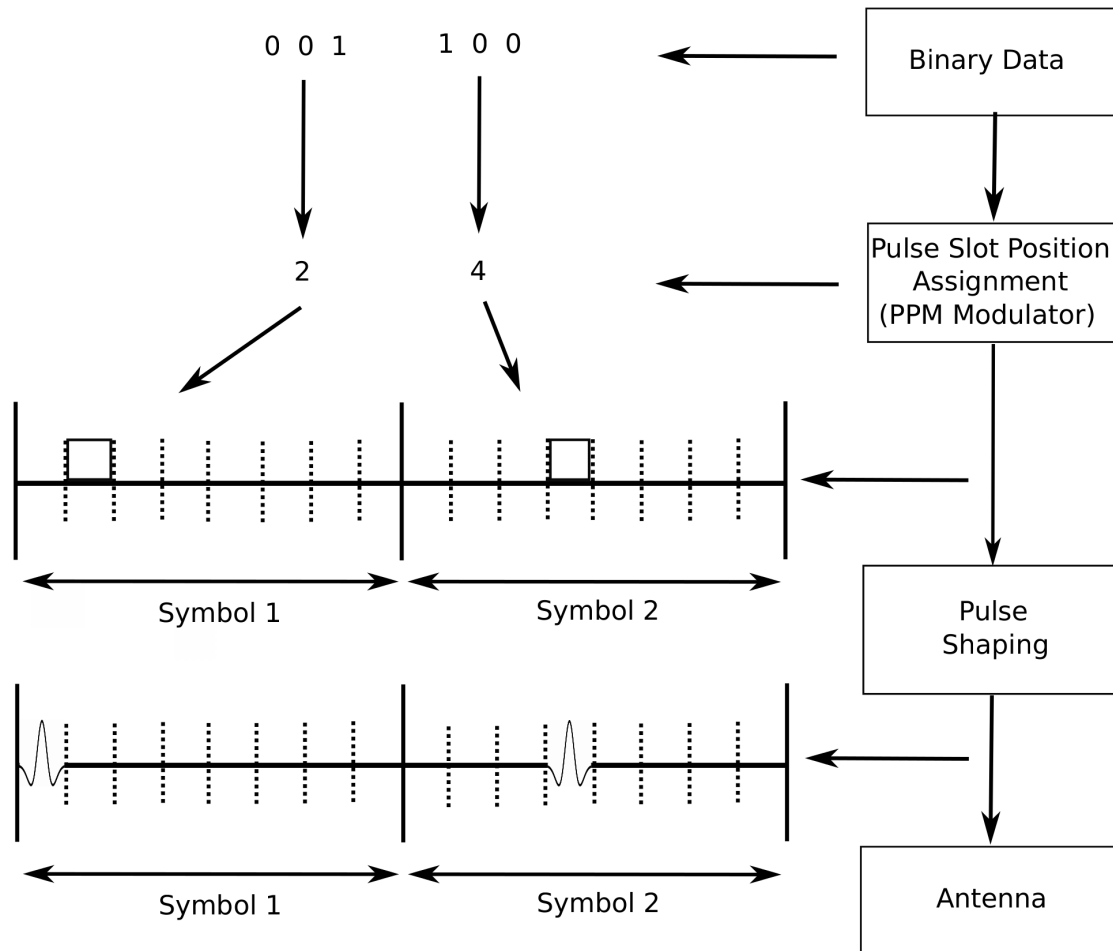 0 0 1
1 0 0
Binary Data
2
4
Pulse Slot Position
Assignment
(PPM Modulator)
Symbol 1
Symbol 2
Pulse
Shaping
Symbol 1
Symbol 2
Antenna